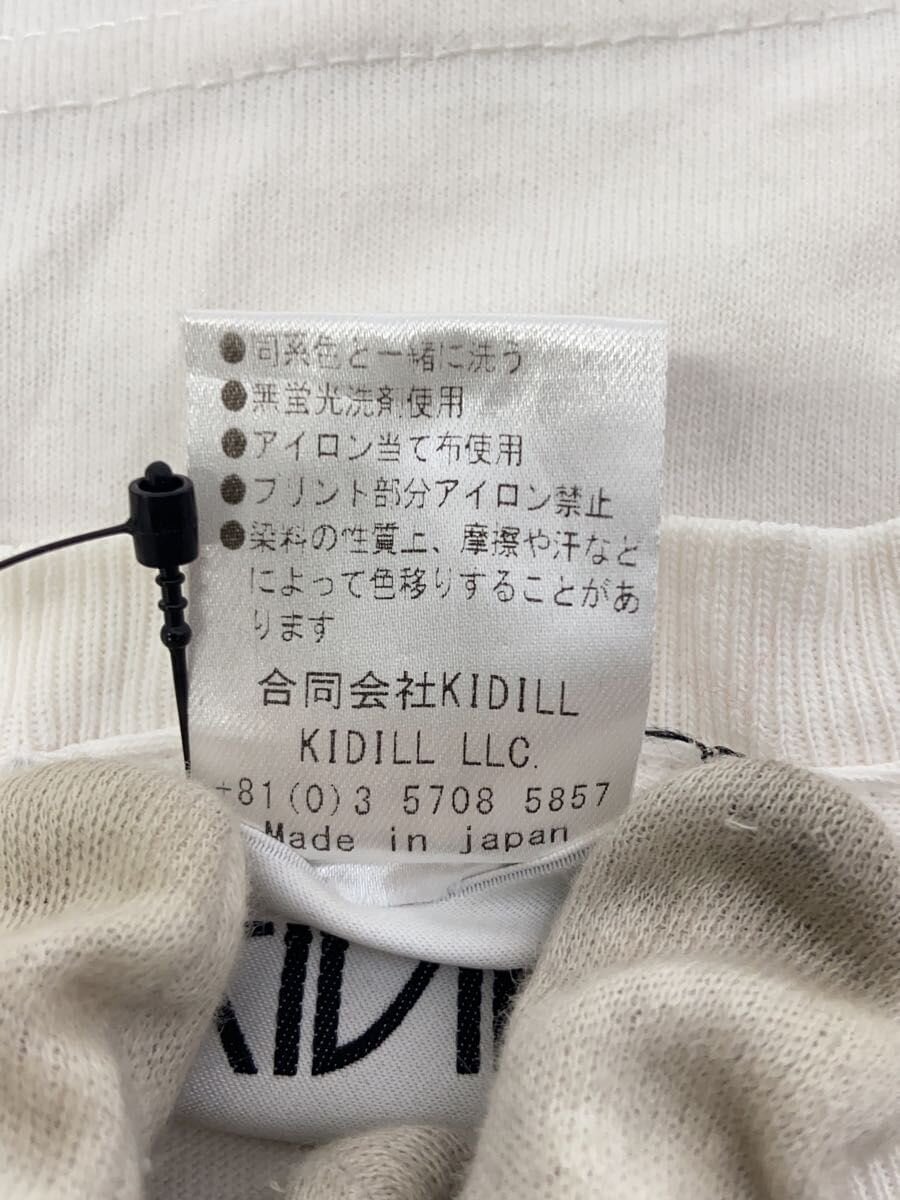 ●同系色と一緒に洗う
●無蛍光洗剤使用
●アイロン当て布使用
●プリント部分アイロン禁止
●染料の性質上、摩擦や汗など
によって色移りすることがあ
ります
合同会社KIDILL
KIDILL LLC.
+81(0)3 5708 5857
Made in japan
KIDILL